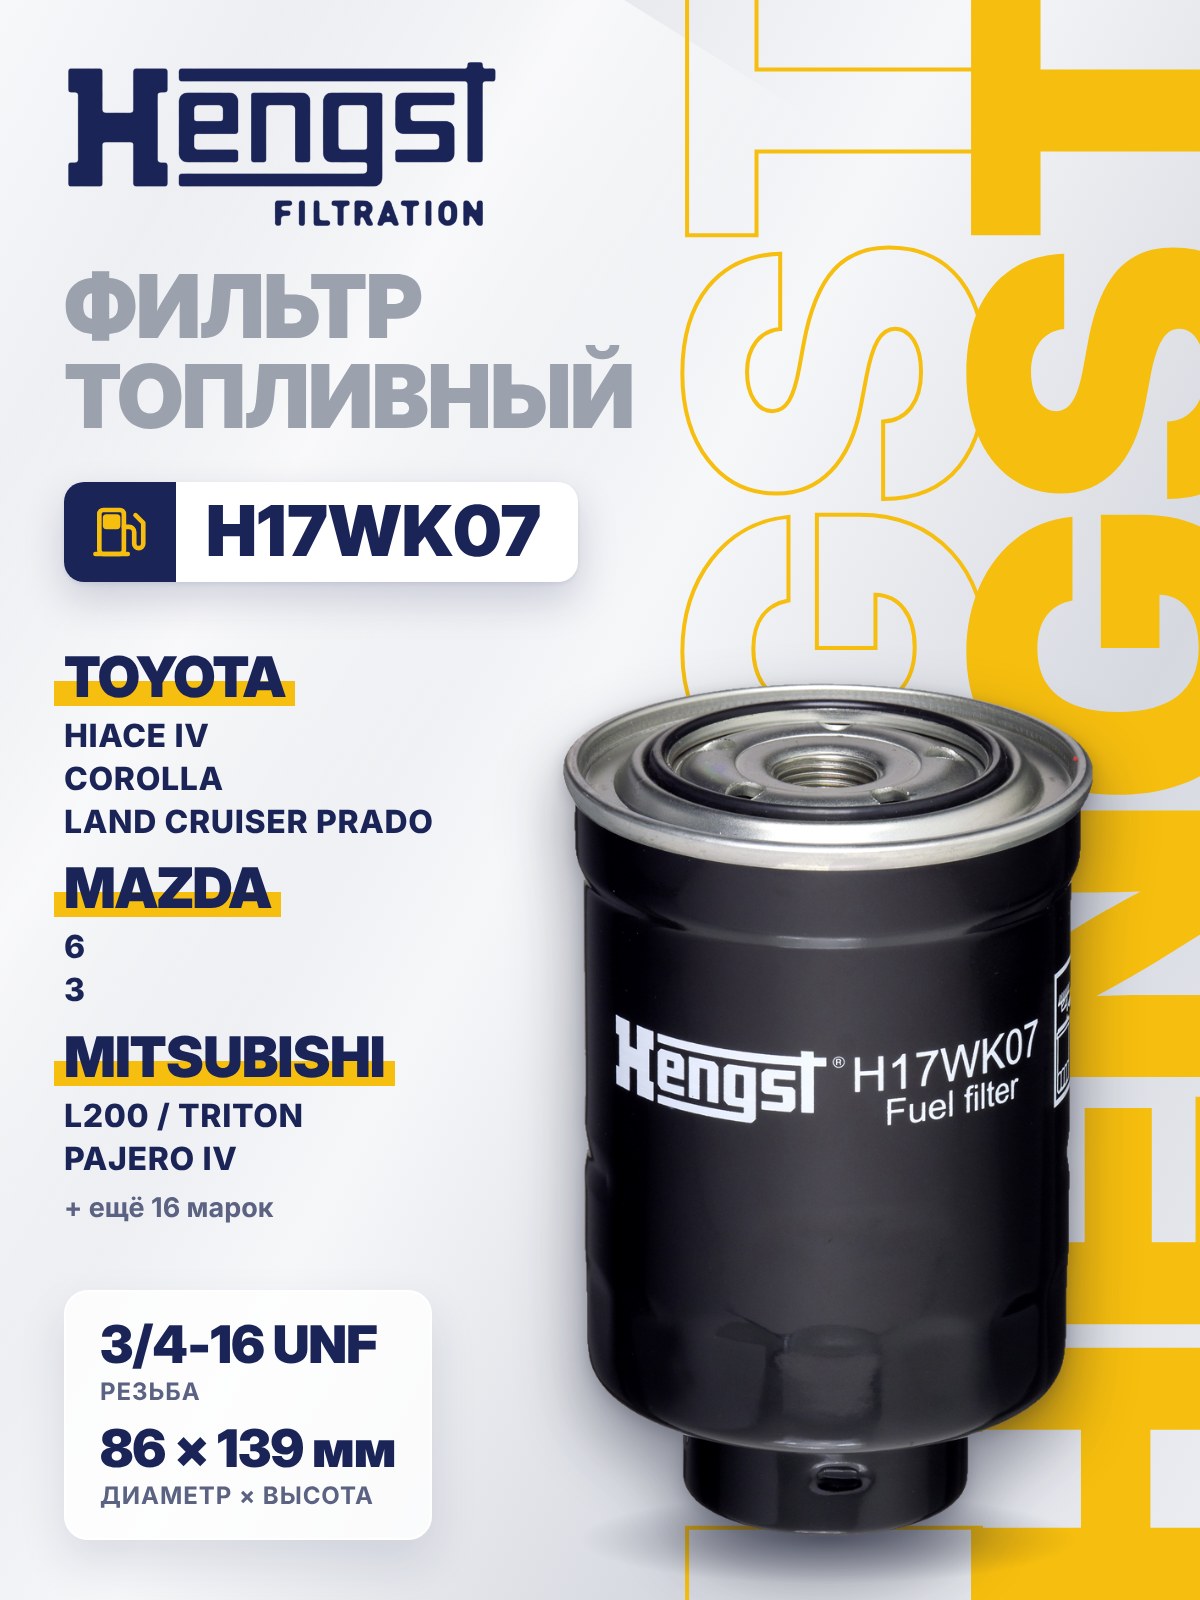 Hengst
FILTRATION
ФИЛЬТР
ТОПЛИВНЫЙ
H17WK07
TOYOTA
HIACE IV
COROLLA
LAND CRUISER PRADO
MAZDA
6
3
MITSUBISHI
L200 / TRITON
PAJERO IV
+ ещё 16 марок
3/4-16 UNF
РЕЗЬБА
86 × 139 мм
ДИАМЕТР × ВЫСОТА
Hengst® H17WK07
Fuel filter
HENGST
HENGST